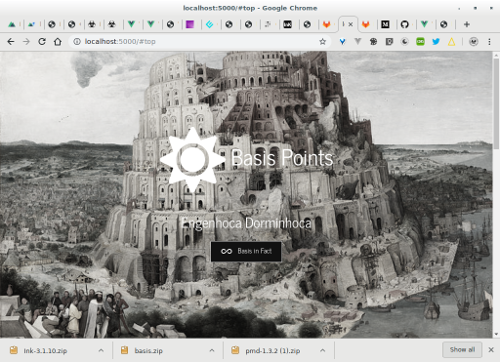 localhost:5000/#top - Google Chrome
localhost:5000/#top
Basis Points
Engenhoca Dorminhoca
Basis in Fact
Ink-3.1.10.zip
basis.zip
pmd-1.3.2 (1).zip
Show all